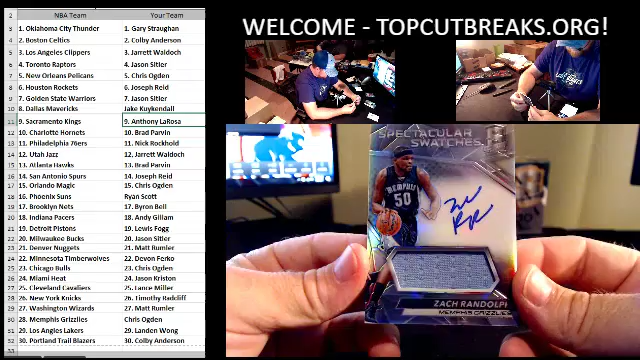 WELCOME - TOPCUTBREAKS.ORG!
NBA Team Your Team
1. Oklahoma City Thunder 1. Gary Straughan
2. Boston Celtics 2. Colby Anderson
3. Los Angeles Clippers 3. Jarrett Waldoch
4. Toronto Raptors 4. Jason Sitler
5. New Orleans Pelicans 5. Chris Ogden
6. Houston Rockets 6. Joseph Reid
7. Golden State Warriors 7. Jason Sitler
8. Dallas Mavericks Jake Kuykendall
9. Sacramento Kings 9. Anthony LaRosa
10. Charlotte Hornets 10. Brad Parvin
11. Philadelphia 76ers 11. Nick Rockhold
12. Utah Jazz 12. Jarrett Waldoch
13. Atlanta Hawks 13. Brad Parvin
14. San Antonio Spurs 14. Joseph Reid
15. Orlando Magic 15. Chris Ogden
16. Phoenix Suns Ryan Scott
17. Brooklyn Nets 17. Byron Bell
18. Indiana Pacers 18. Andy Gillam
19. Detroit Pistons 19. Lewis Fogg
20. Milwaukee Bucks 20. Jason Sitler
21. Denver Nuggets 21. Matt Rumler
22. Minnesota Timberwolves 22. Devon Ferko
23. Chicago Bulls 23. Chris Ogden
24. Miami Heat 24. Jason Kriston
25. Cleveland Cavaliers 25. Lance Miller
26. New York Knicks 26. Timothy Radcliff
27. Washington Wizards 27. Matt Rumler
28. Memphis Grizzlies Chris Ogden
29. Los Angeles Lakers 29. Landen Wong
30. Portland Trail Blazers 30. Colby Anderson
SPECTACULAR
SWATCHES
MEMPHIS
50
ZACH RANDOLPH
MEMPHIS GRIZZLIES